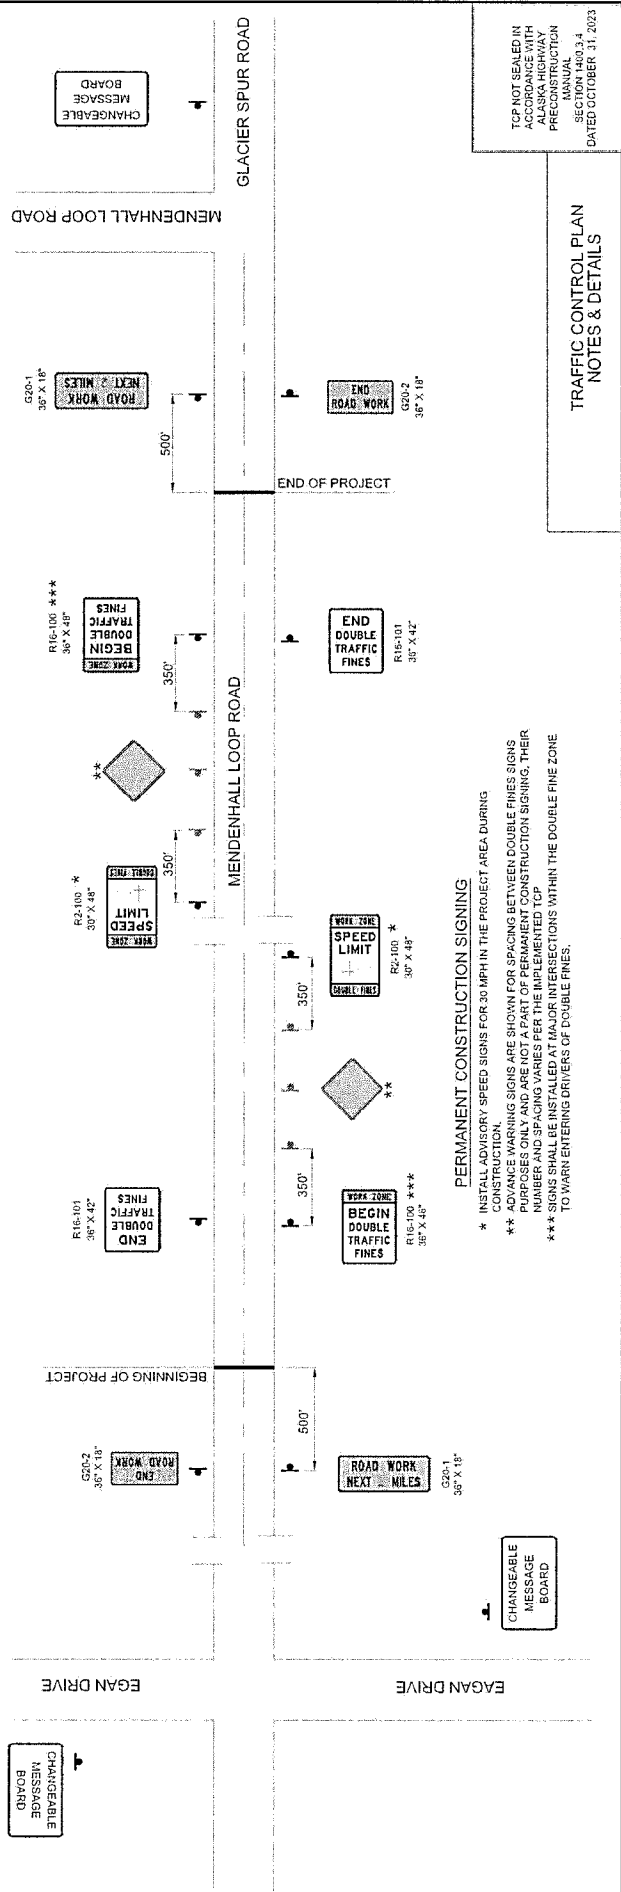 CHANGEABLE
MESSAGE
BOARD
EGAN DRIVE
EAGAN DRIVE
CHANGEABLE
MESSAGE
BOARD
G20-2
36" X 18"
END
ROAD WORK
500'
ROAD WORK
NEXT MILES
G20-1
36" X 18"
BEGINNING OF PROJECT
R16-101
36" X 42"
END
DOUBLE
TRAFFIC
FINES
350'
WORK ZONE
BEGIN
DOUBLE
TRAFFIC
FINES
R16-100 ***
36" X 48"
**
350'
WORK ZONE
SPEED
LIMIT
DOUBLE FINES
R2-100 *
30" X 48"
R2-100 *
30" X 48"
WORK ZONE
SPEED
LIMIT
DOUBLE FINES
350'
MENDENHALL LOOP ROAD
**
350'
R16-100 ***
36" X 48"
WORK ZONE
BEGIN
DOUBLE
TRAFFIC
FINES
END
DOUBLE
TRAFFIC
FINES
R16-101
36" X 42"
END OF PROJECT
500'
G20-1
36" X 18"
ROAD WORK
NEXT MILES
END
ROAD WORK
G20-2
36" X 18"
MENDENHALL LOOP ROAD
GLACIER SPUR ROAD
CHANGEABLE
MESSAGE
BOARD
PERMANENT CONSTRUCTION SIGNING
* INSTALL ADVISORY SPEED SIGNS FOR 30 MPH IN THE PROJECT AREA DURING
CONSTRUCTION.
** ADVANCE WARNING SIGNS ARE SHOWN FOR SPACING BETWEEN DOUBLE FINES SIGNS
PURPOSES ONLY AND ARE NOT A PART OF PERMANENT CONSTRUCTION SIGNING, THEIR
NUMBER AND SPACING VARIES PER THE IMPLEMENTED TCP
*** SIGNS SHALL BE INSTALLED AT MAJOR INTERSECTIONS WITHIN THE DOUBLE FINE ZONE
TO WARN ENTERING DRIVERS OF DOUBLE FINES.
TRAFFIC CONTROL PLAN
NOTES & DETAILS
TCP NOT SEALED IN
ACCORDANCE WITH
ALASKA HIGHWAY
PRECONSTRUCTION
MANUAL
SECTION 1400.3.4
DATED OCTOBER 31, 2023